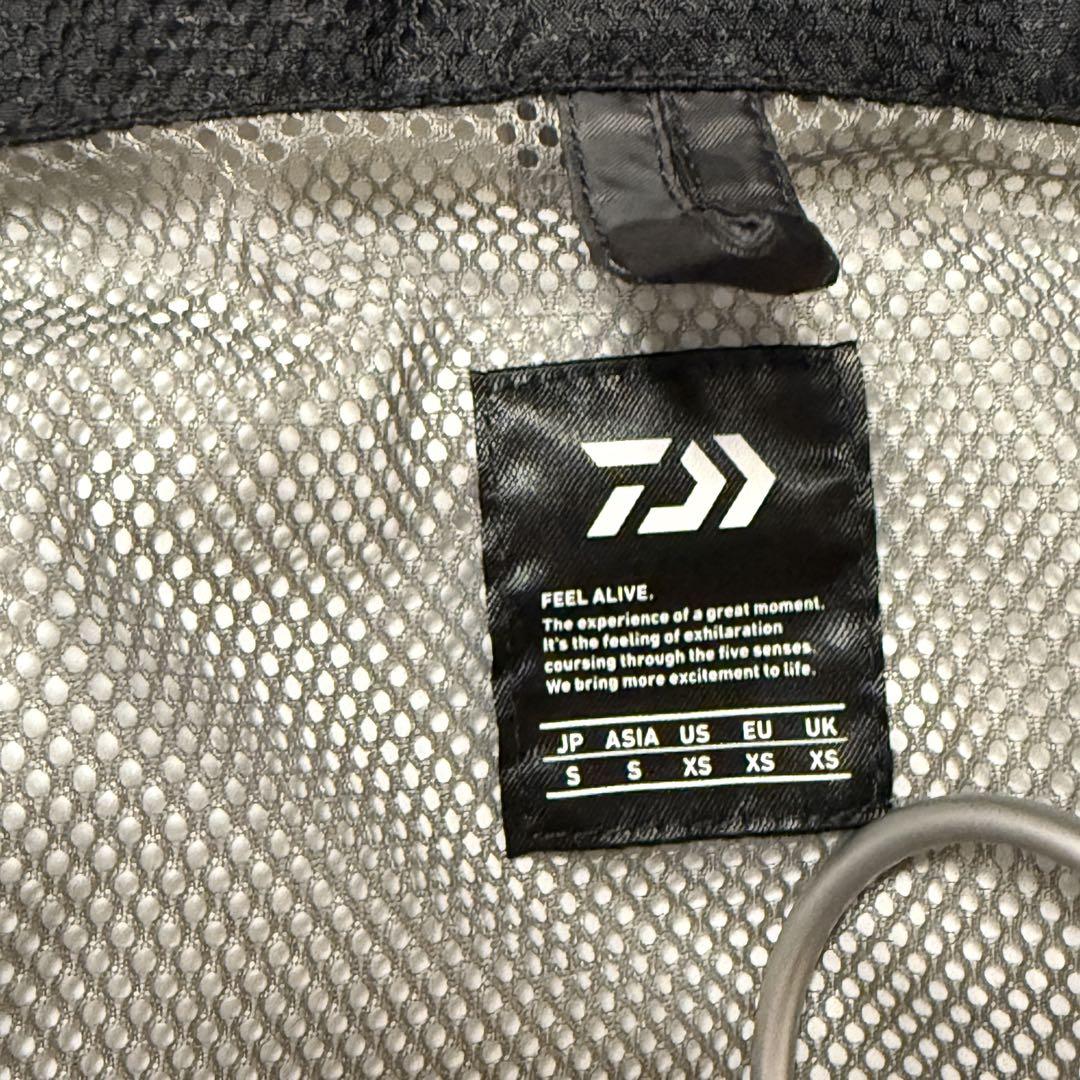 FEEL ALIVE.
The experience of a great moment.
It's the feeling of exhilaration
coursing through the five senses.
We bring more excitement to life.
JP ASIA US EU UK
S S XS XS XS